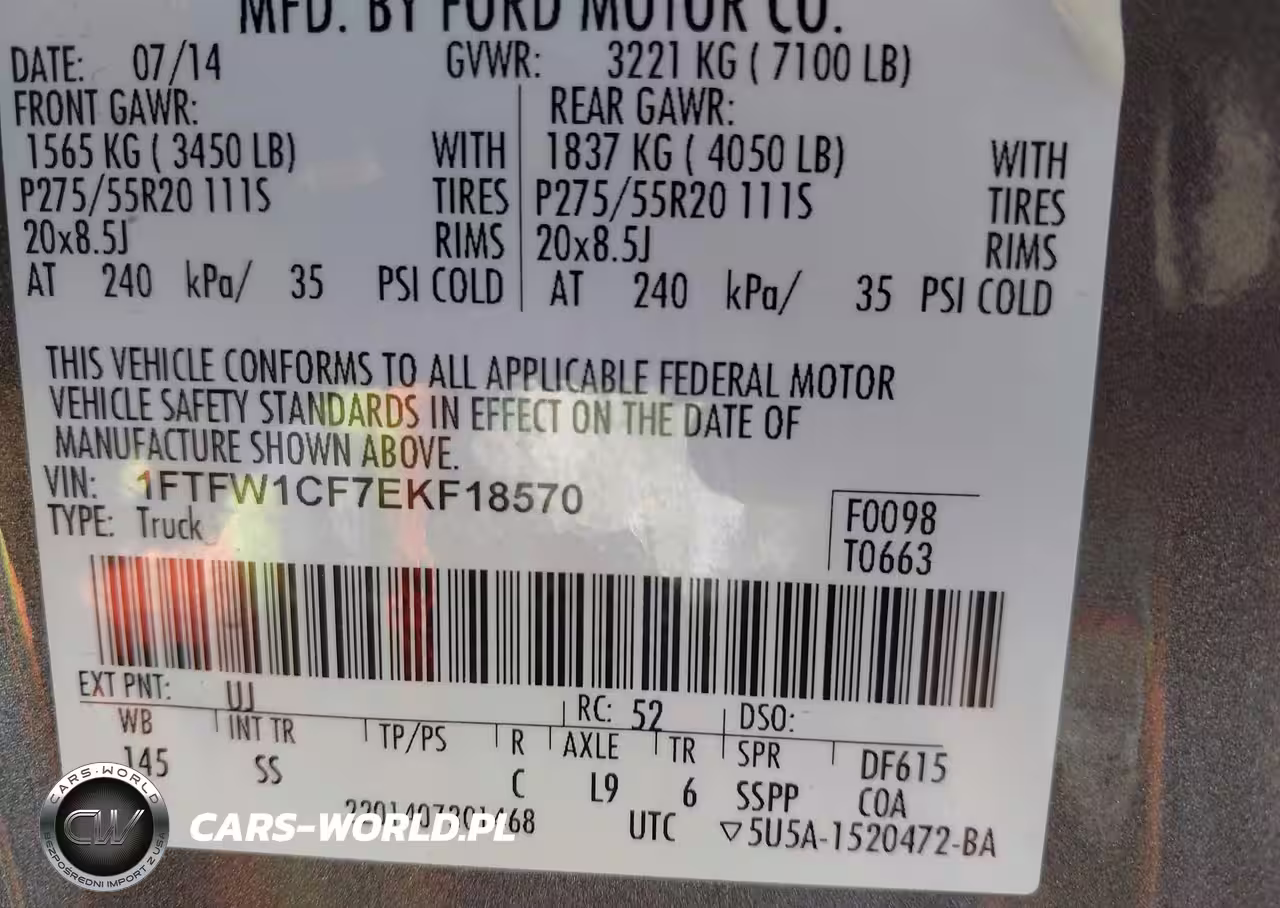 MFD. BY FORD MOTOR CO.
DATE: 07/14 GVWR: 3221 KG ( 7100 LB)
FRONT GAWR: REAR GAWR:
1565 KG ( 3450 LB) WITH 1837 KG ( 4050 LB) WITH
P275/55R20 111S TIRES P275/55R20 111S TIRES
20x8.5J RIMS 20x8.5J RIMS
AT 240 kPa/ 35 PSI COLD AT 240 kPa/ 35 PSI COLD
THIS VEHICLE CONFORMS TO ALL APPLICABLE FEDERAL MOTOR
VEHICLE SAFETY STANDARDS IN EFFECT ON THE DATE OF
MANUFACTURE SHOWN ABOVE.
VIN: 1FTFW1CF7EKF18570
TYPE: Truck
F0098
T0663
EXT PNT: UJ RC: 52 DSO:
WB INT TR TP/PS R AXLE TR SPR DF615
145 SS C L9 6 SSPP COA
UTC ▽5U5A-1520472-BA
CARS-WORLD
CW
BEZPOŚREDNI IMPORT Z USA
CARS-WORLD.PL